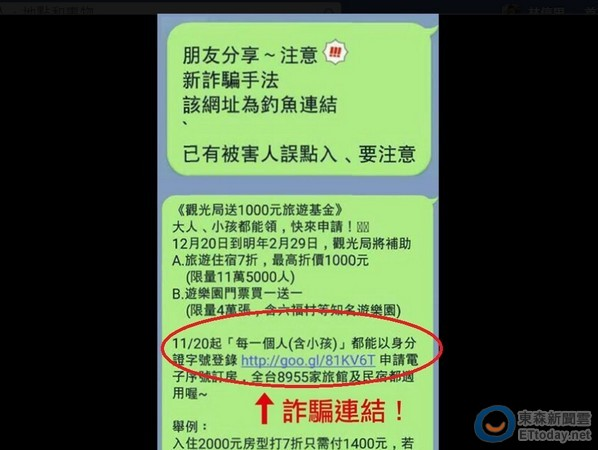 朋友分享～注意!!!
新詐騙手法
該網址為釣魚連結
、
已有被害人誤點入、要注意
《觀光局送1000元旅遊基金》
大人、小孩都能領，快來申請！
12月20日到明年2月29日，觀光局將補助
A.旅遊住宿7折，最高折價1000元
(限量11萬5000人)
B.遊樂園門票買一送一
(限量4萬張，含六福村等知名遊樂園)
11/20起「每一個人(含小孩)」都能以身分
證字號登錄 http://goo.gl/81KV6T 申請電
子序號訂房，全台8955家旅館及民宿都適
用喔~
詐騙連結！
舉例：
入住2000元房型打7折只需付1400元，若
東森新聞雲
ETtoday.net